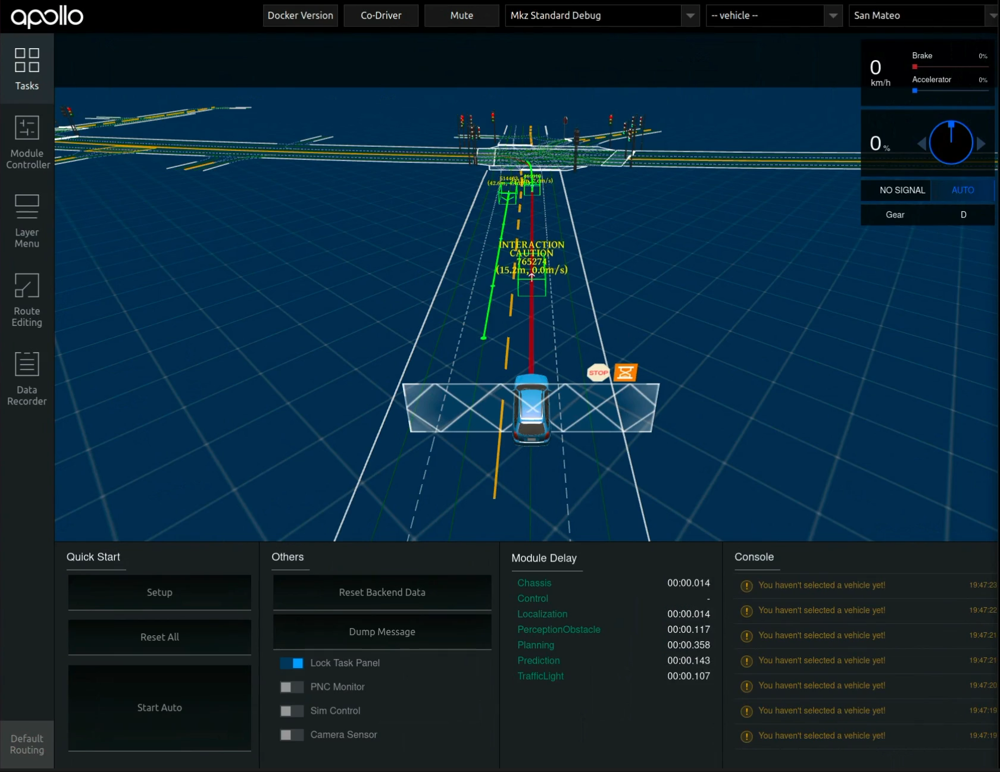 apollo
Docker Version
Co-Driver
Mute
Mkz Standard Debug
-- vehicle --
San Mateo
Tasks
Module
Controller
Layer
Menu
Route
Editing
Data
Recorder
Default
Routing
0
km/h
Brake
0%
Accelerator
0%
0 %
NO SIGNAL
AUTO
Gear
D
INTERACTION
CAUTION
765274
(15.2m, 0.0m/s)
STOP
Quick Start
Setup
Reset All
Start Auto
Others
Reset Backend Data
Dump Message
Lock Task Panel
PNC Monitor
Sim Control
Camera Sensor
Module Delay
Chassis 00:00.014
Control -
Localization 00:00.014
PerceptionObstacle 00:00.117
Planning 00:00.358
Prediction 00:00.143
TrafficLight 00:00.107
Console
You haven't selected a vehicle yet! 19:47:23
You haven't selected a vehicle yet! 19:47:22
You haven't selected a vehicle yet! 19:47:21
You haven't selected a vehicle yet! 19:47:21
You haven't selected a vehicle yet! 19:47:20
You haven't selected a vehicle yet! 19:47:19
You haven't selected a vehicle yet! 19:47:19